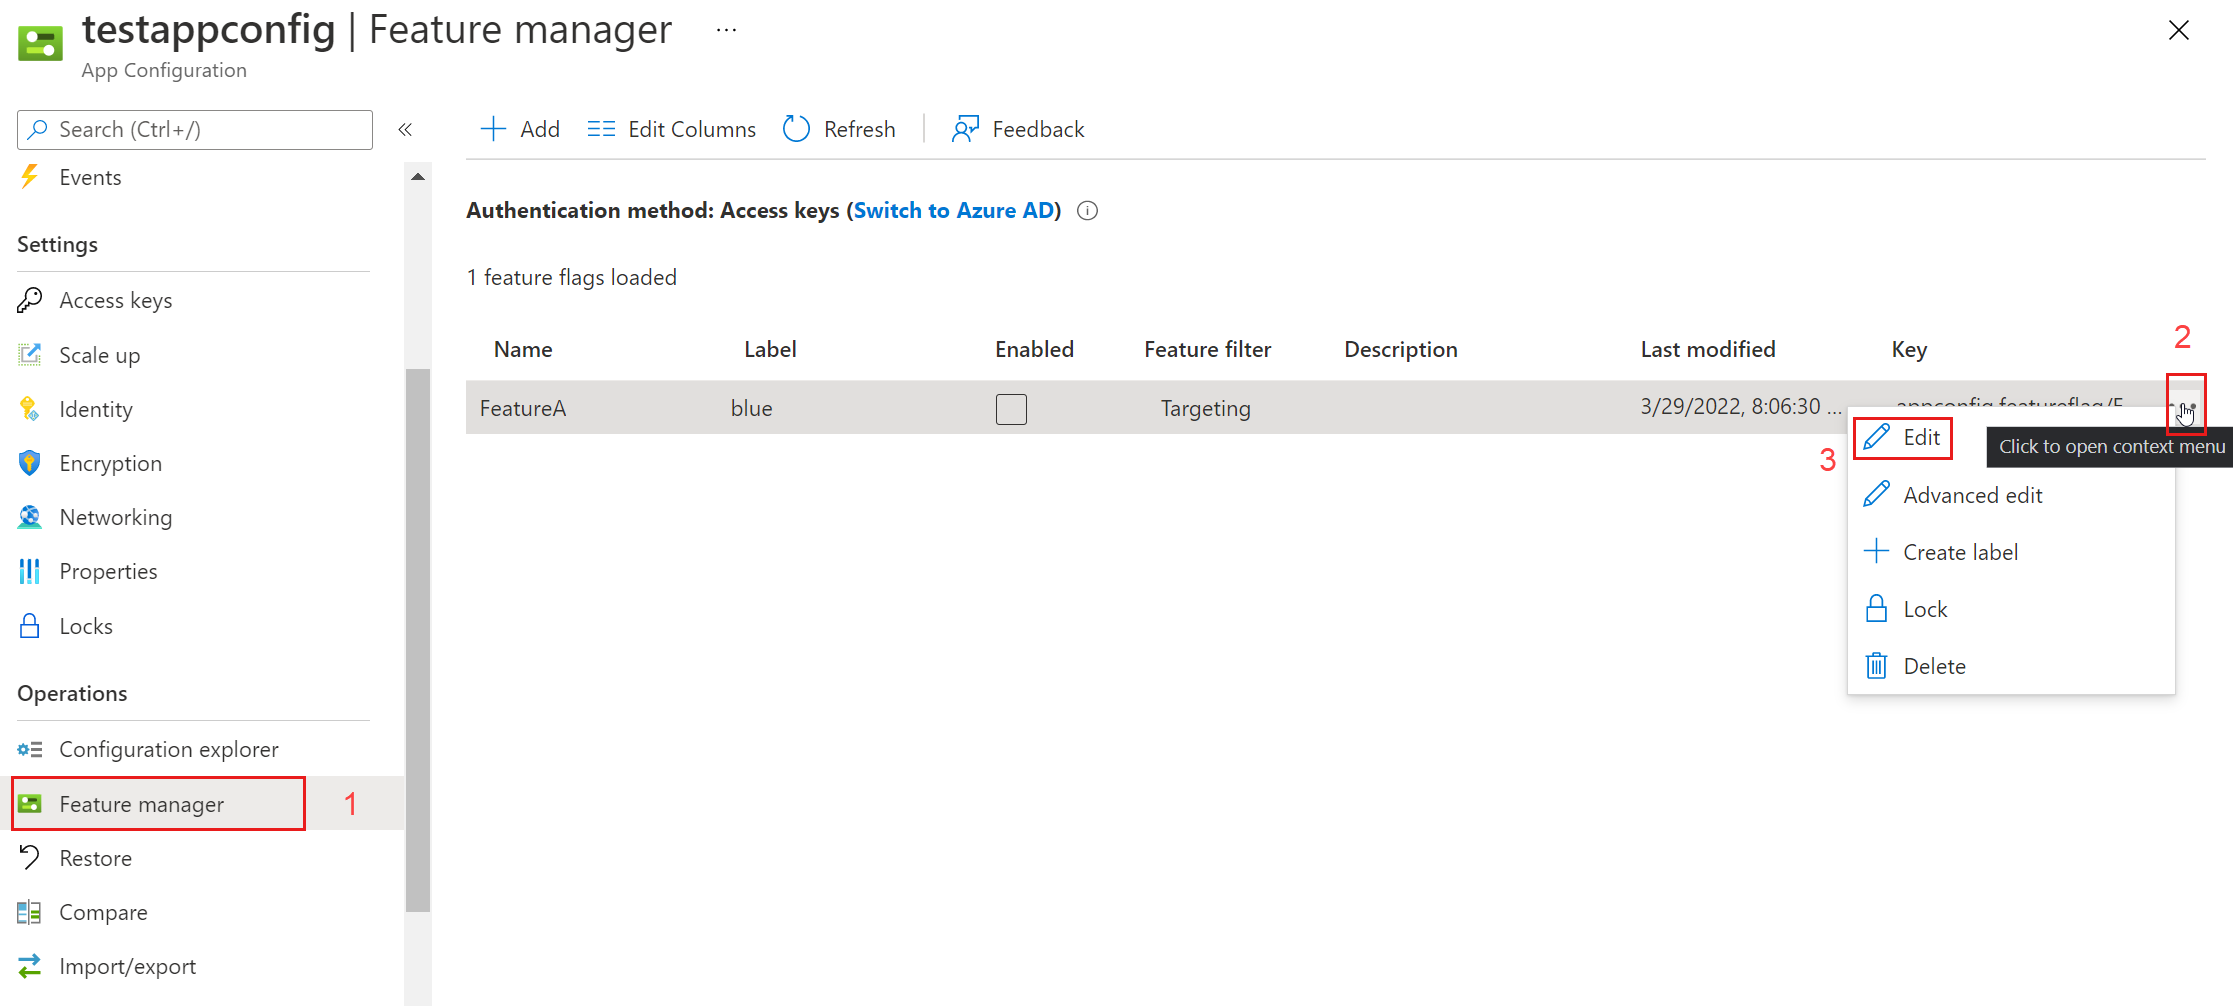 testappconfig | Feature manager ...
App Configuration
Search (Ctrl+/)
«
Add
Edit Columns
Refresh
Feedback
Events
Settings
Access keys
Scale up
Identity
Encryption
Networking
Properties
Locks
Operations
Configuration explorer
Feature manager
1
Restore
Compare
Import/export
Authentication method: Access keys (Switch to Azure AD)
1 feature flags loaded
Name Label Enabled Feature filter Description Last modified Key
2
FeatureA blue Targeting 3/29/2022, 8:06:30 ... .appconfig.featureflag/F
3
Edit
Click to open context menu
Advanced edit
Create label
Lock
Delete